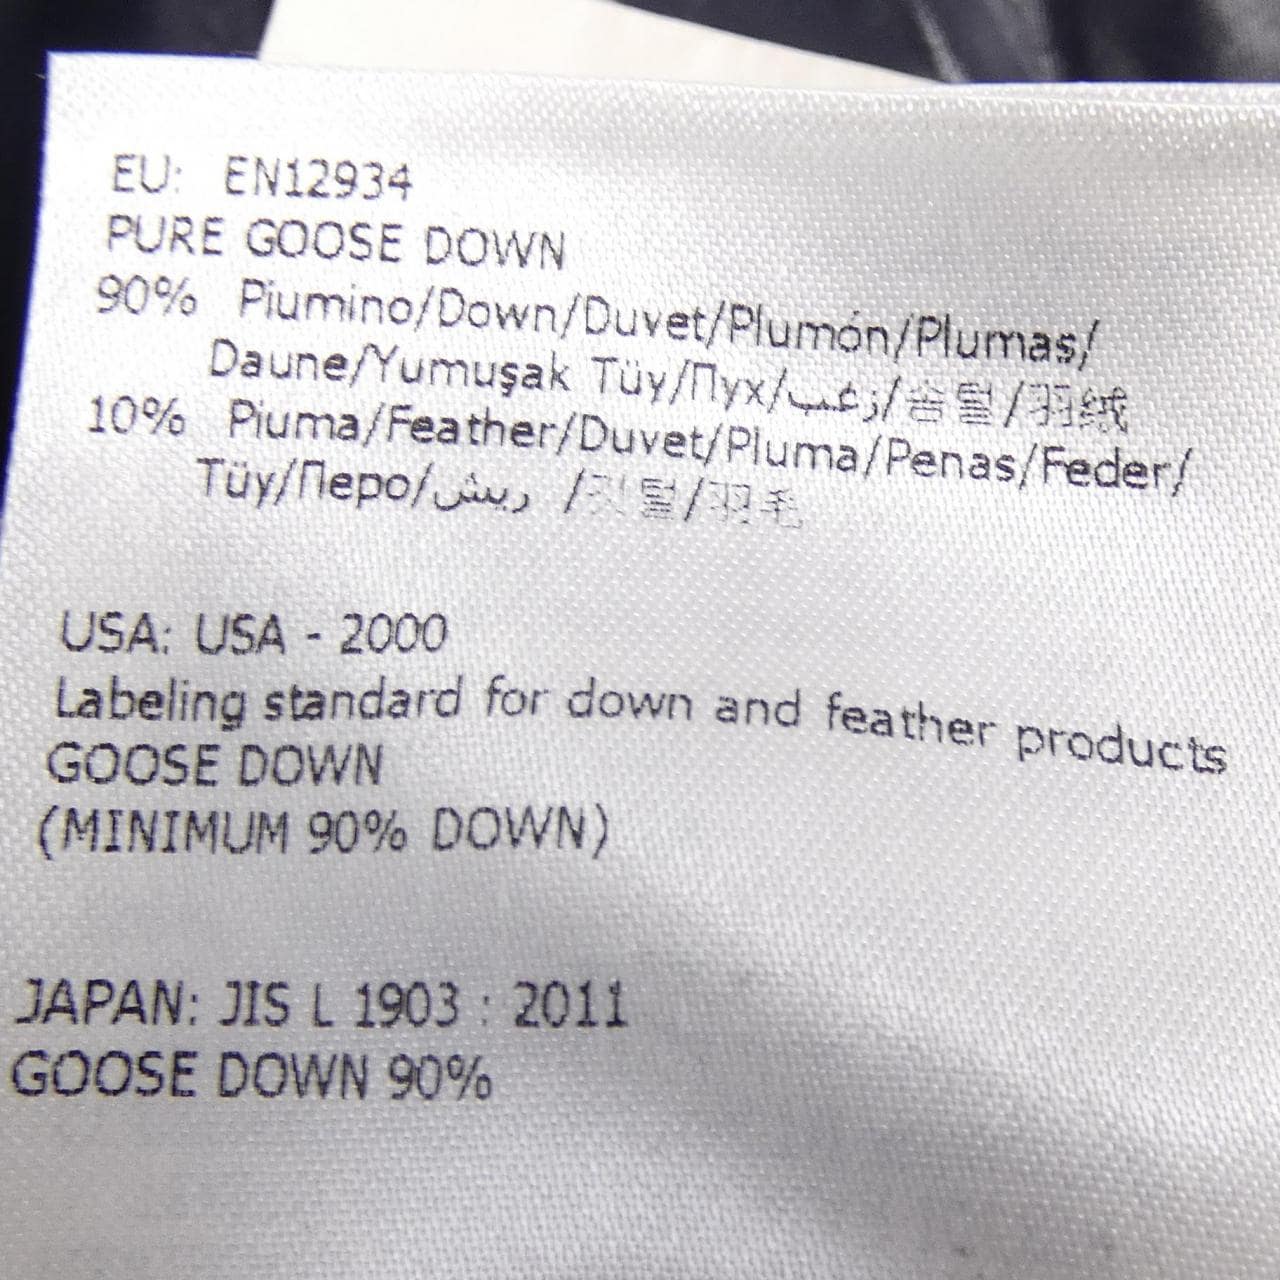 EU: EN12934
PURE GOOSE DOWN
90% Piumino/Down/Duvet/Plumón/Plumas/
Daune/Yumuşak Tüy/Пух/زغب/솜털/羽绒
10% Piuma/Feather/Duvet/Pluma/Penas/Feder/
Tüy/Перо/ريش /깃털/羽毛
USA: USA - 2000
Labeling standard for down and feather products
GOOSE DOWN
(MINIMUM 90% DOWN)
JAPAN: JIS L 1903 : 2011
GOOSE DOWN 90%